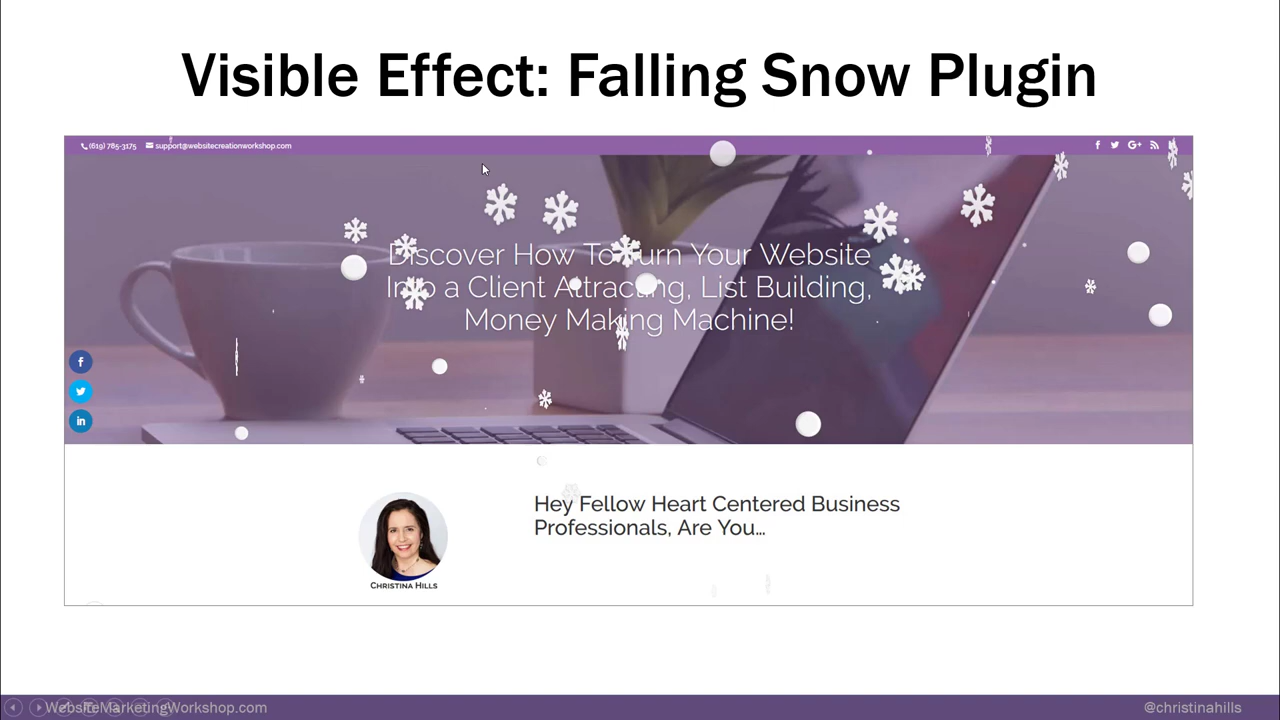 Visible Effect: Falling Snow Plugin
(619) 785-3175 support@websitecreationworkshop.com
Discover How To Turn Your Website
Into a Client Attracting, List Building,
Money Making Machine!
Hey Fellow Heart Centered Business
Professionals, Are You...
CHRISTINA HILLS
WebsiteMarketingWorkshop.com
@christinahills